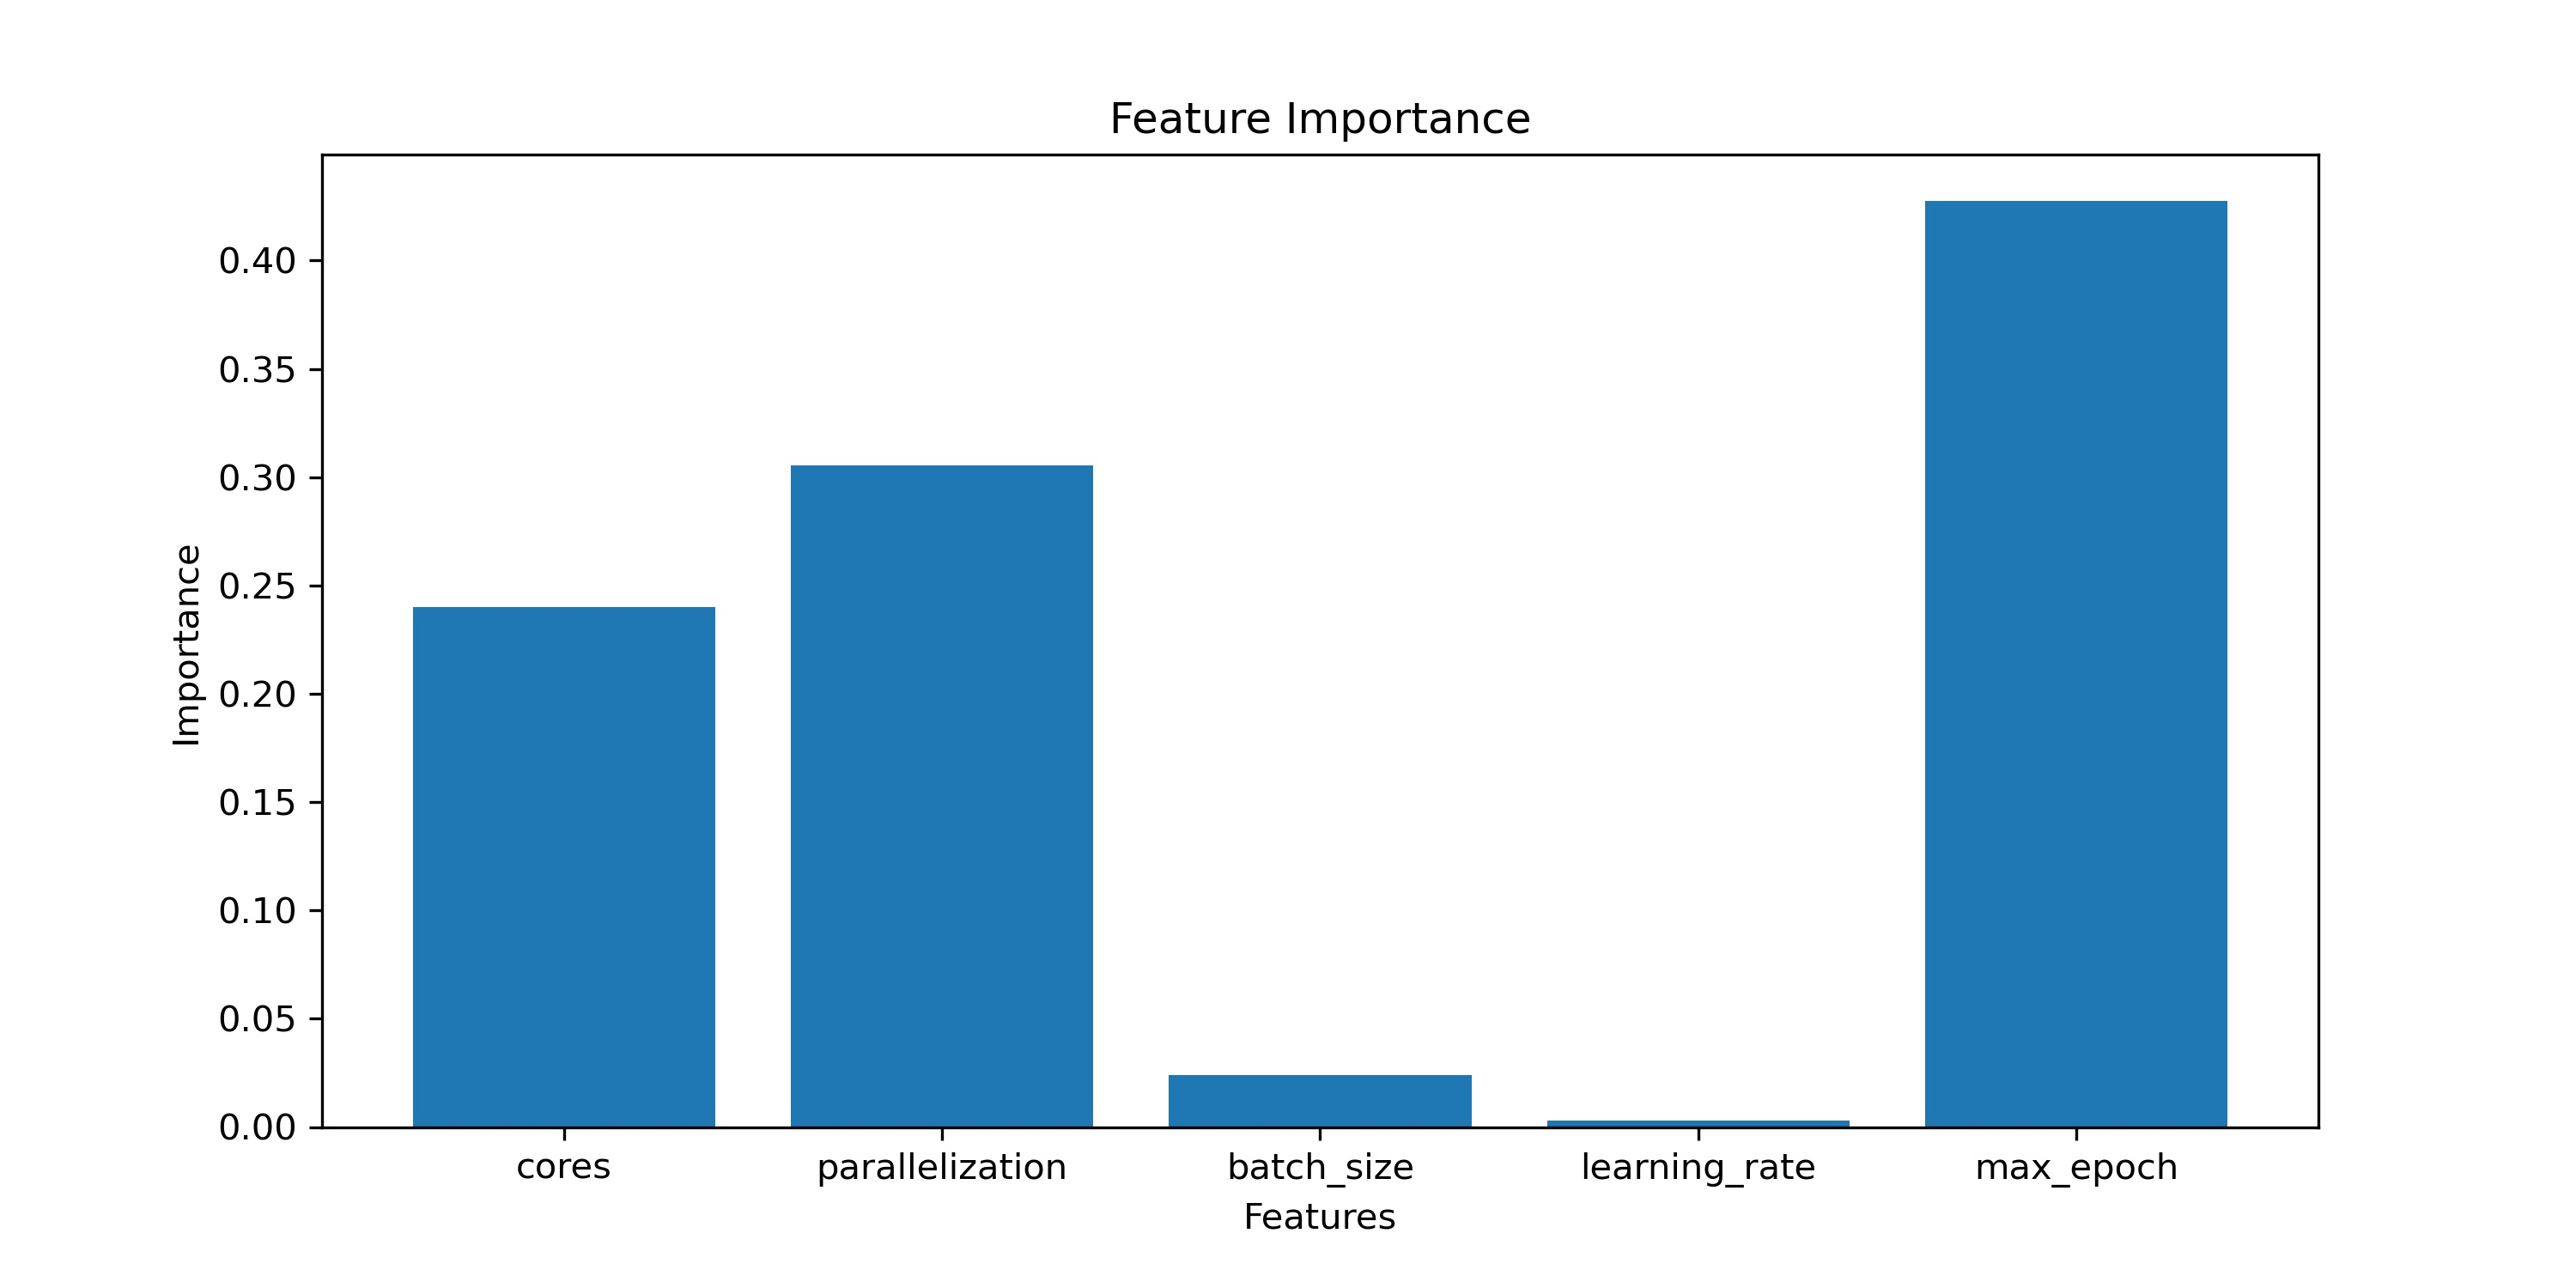 Feature Importance
Importance
0.40
0.35
0.30
0.25
0.20
0.15
0.10
0.05
0.00
cores parallelization batch_size learning_rate max_epoch
Features